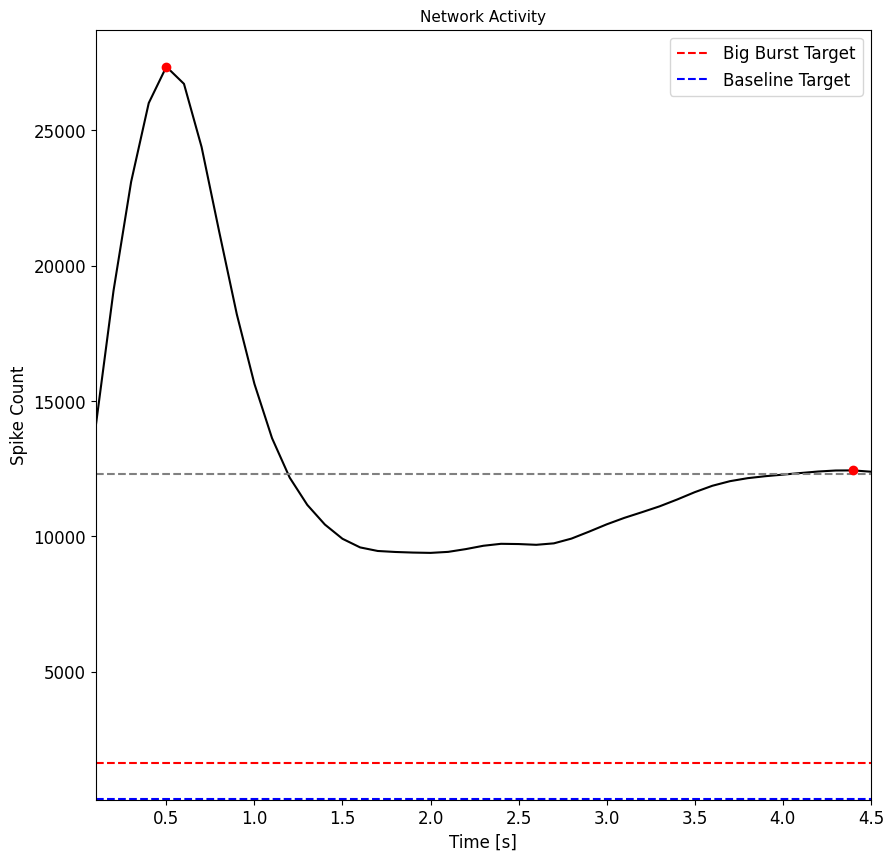 Network Activity
Big Burst Target
Baseline Target
Spike Count
25000
20000
15000
10000
5000
0.5 1.0 1.5 2.0 2.5 3.0 3.5 4.0 4.5
Time [s]